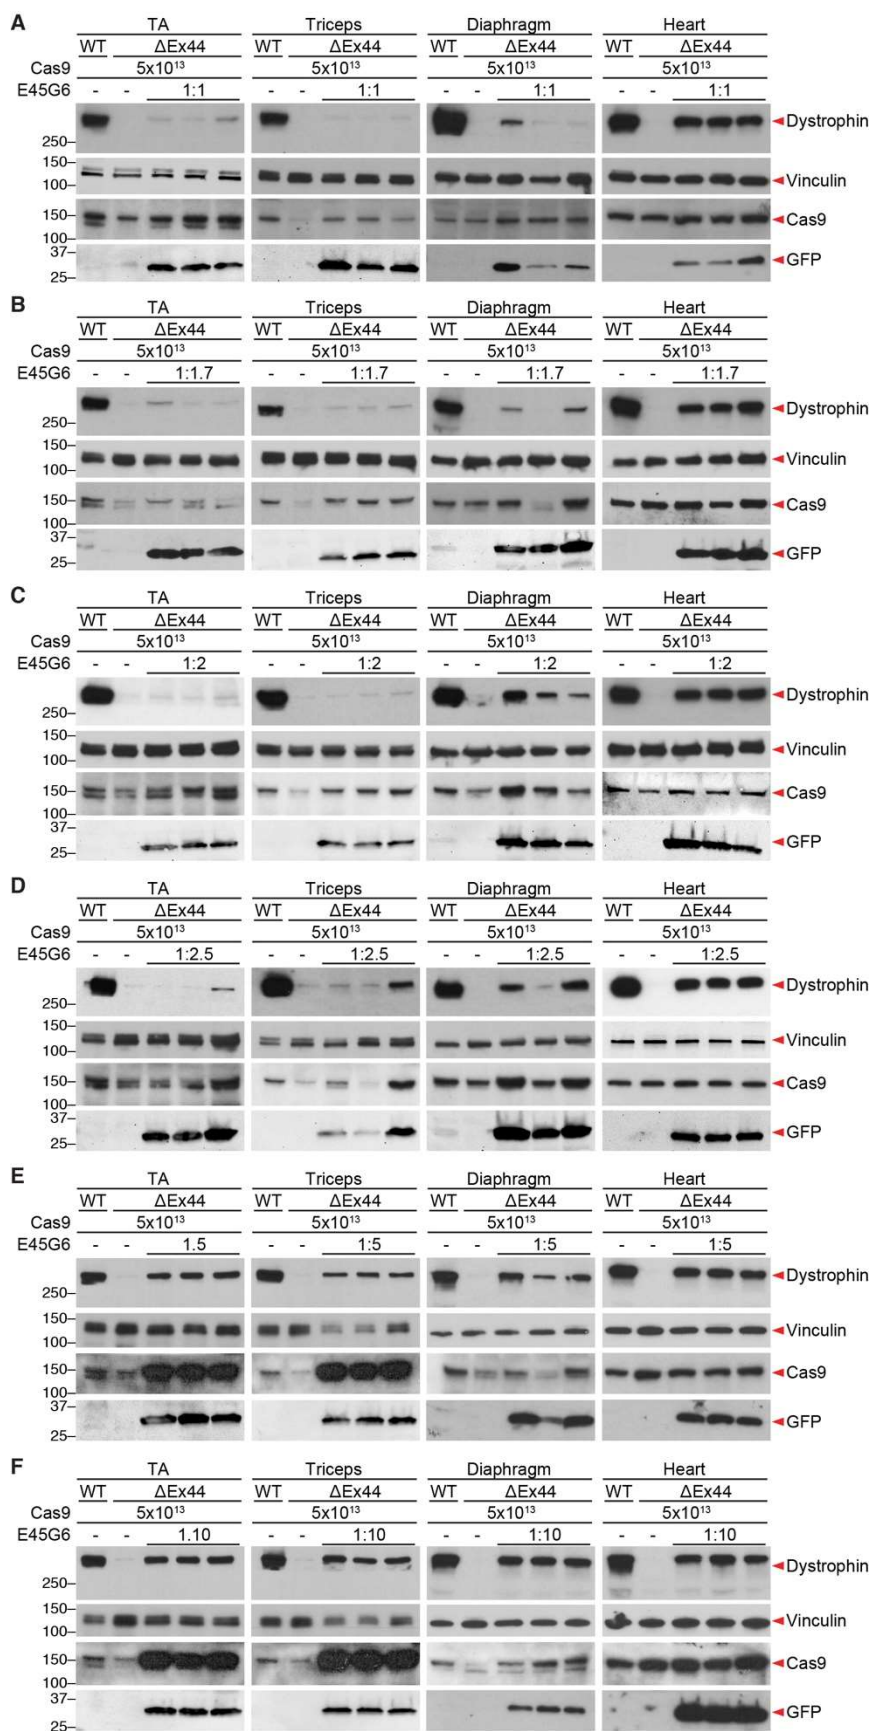 A
TA Triceps Diaphragm Heart
WT ΔEx44 WT ΔEx44 WT ΔEx44 WT ΔEx44
Cas9 5x10¹³ 5x10¹³ 5x10¹³ 5x10¹³
E45G6 - - 1:1 - - 1:1 - - 1:1 - - 1:1
250 Dystrophin
150
100 Vinculin
150
100 Cas9
37
25 GFP
B
TA Triceps Diaphragm Heart
WT ΔEx44 WT ΔEx44 WT ΔEx44 WT ΔEx44
Cas9 5x10¹³ 5x10¹³ 5x10¹³ 5x10¹³
E45G6 - - 1:1.7 - - 1:1.7 - - 1:1.7 - - 1:1.7
250 Dystrophin
150
100 Vinculin
150
100 Cas9
37
25 GFP
C
TA Triceps Diaphragm Heart
WT ΔEx44 WT ΔEx44 WT ΔEx44 WT ΔEx44
Cas9 5x10¹³ 5x10¹³ 5x10¹³ 5x10¹³
E45G6 - - 1:2 - - 1:2 - - 1:2 - - 1:2
250 Dystrophin
150
100 Vinculin
150
100 Cas9
37
25 GFP
D
TA Triceps Diaphragm Heart
WT ΔEx44 WT ΔEx44 WT ΔEx44 WT ΔEx44
Cas9 5x10¹³ 5x10¹³ 5x10¹³ 5x10¹³
E45G6 - - 1:2.5 - - 1:2.5 - - 1:2.5 - - 1:2.5
250 Dystrophin
150
100 Vinculin
150
100 Cas9
37
25 GFP
E
TA Triceps Diaphragm Heart
WT ΔEx44 WT ΔEx44 WT ΔEx44 WT ΔEx44
Cas9 5x10¹³ 5x10¹³ 5x10¹³ 5x10¹³
E45G6 - - 1.5 - - 1:5 - - 1:5 - - 1:5
250 Dystrophin
150
100 Vinculin
150
100 Cas9
37
25 GFP
F
TA Triceps Diaphragm Heart
WT ΔEx44 WT ΔEx44 WT ΔEx44 WT ΔEx44
Cas9 5x10¹³ 5x10¹³ 5x10¹³ 5x10¹³
E45G6 - - 1.10 - - 1:10 - - 1:10 - - 1:10
250 Dystrophin
150
100 Vinculin
150
100 Cas9
37
25 GFP